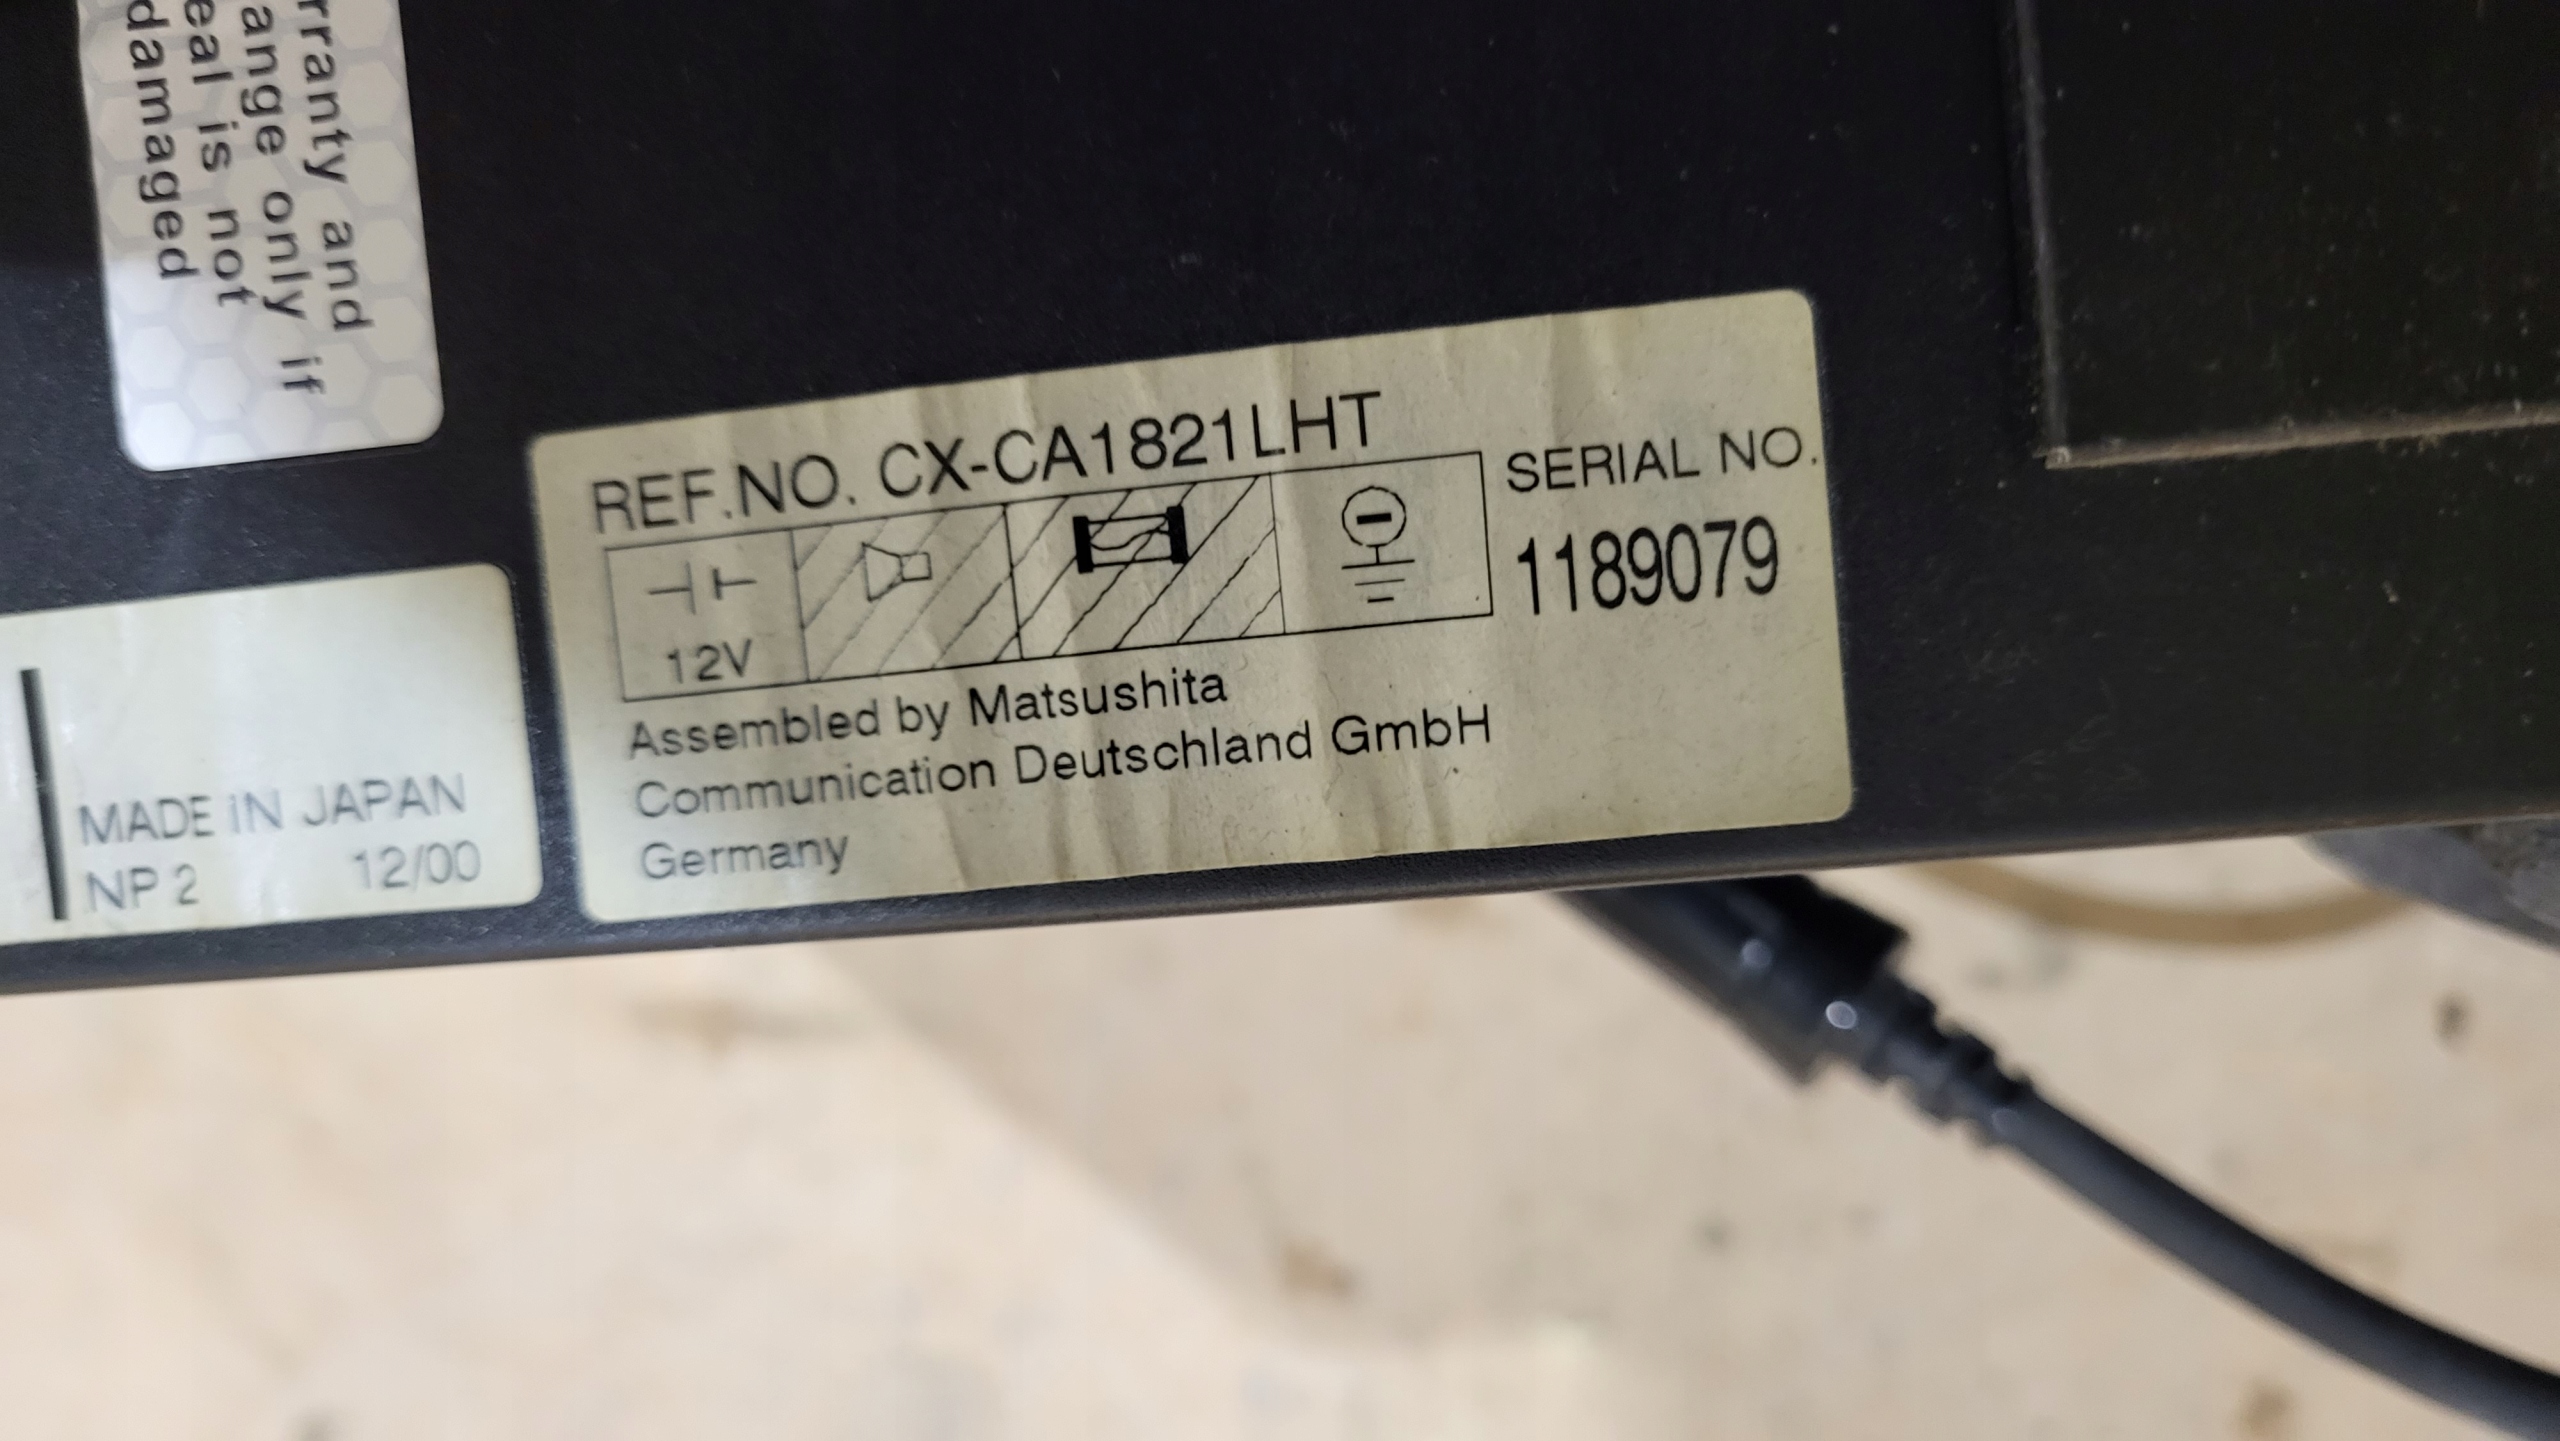 rranty and
ange only if
eal is not
damaged
REF.NO. CX-CA1821LHT
SERIAL NO.
1189079
12V
Assembled by Matsushita
Communication Deutschland GmbH
Germany
MADE IN JAPAN
NP 2 12/00